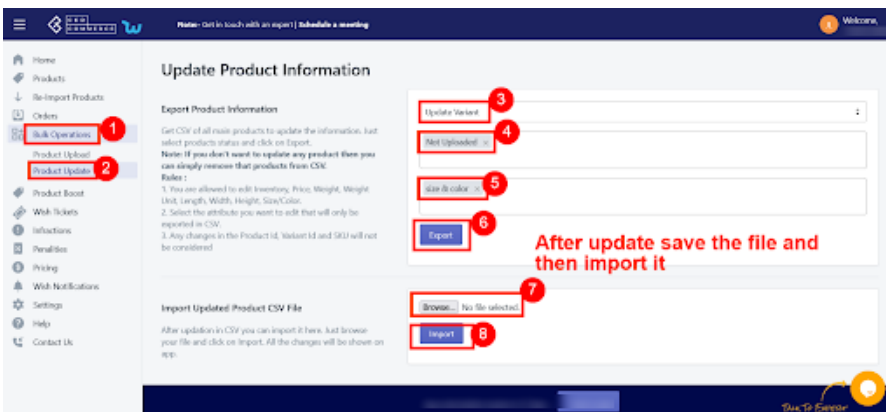 CED
COMMERCE
Note:- Get in touch with an expert | Schedule a meeting
Welcome,
Home
Products
Re-Import Products
Orders
Bulk Operations
1
Product Upload
Product Update
2
Product Boost
Wish Tickets
Infractions
Penalties
Pricing
Wish Notifications
Settings
Help
Contact Us
Update Product Information
Export Product Information
Get CSV of all main products to update the information. Just
select products status and click on Export.
Note: If you don't want to update any product then you
can simply remove that products from CSV.
Rules :
1. You are allowed to edit Inventory, Price, Weight, Weight
Unit, Length, Width, Height, Size/Color.
2. Select the attribute you want to edit that will only be
exported in CSV.
3. Any changes in the Product Id, Variant Id and SKU will not
be considered
Update Variant
3
Not Uploaded ×
4
size & color ×
5
Export
6
After update save the file and
then import it
Import Updated Product CSV File
After updation in CSV you can import it here. Just browse
your file and click on Import. All the changes will be shown on
app.
Browse... No file selected.
7
Import
8
Talk To Expert